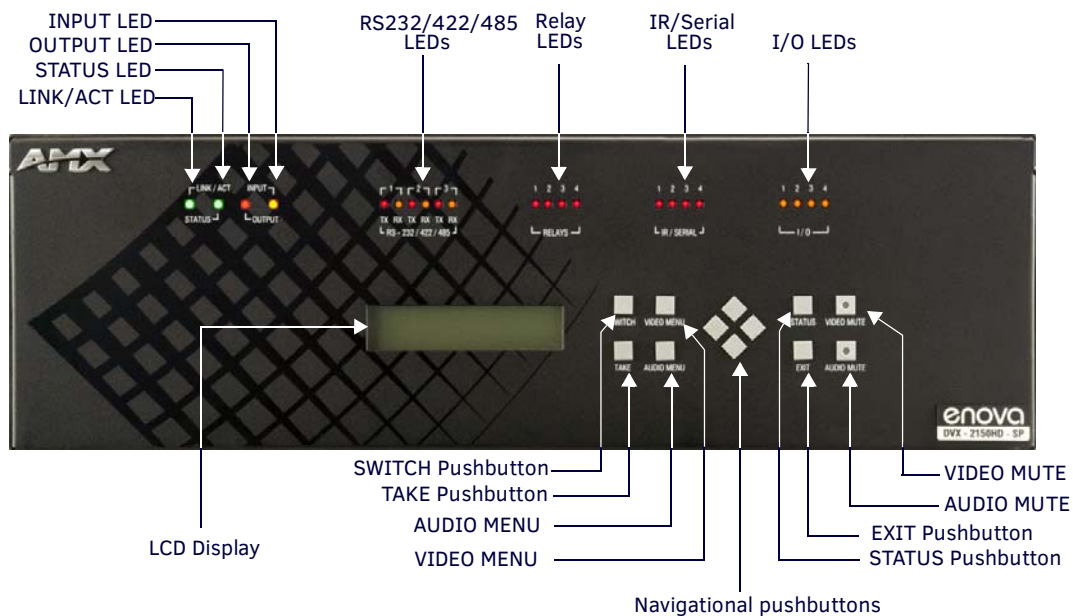 INPUT LED
OUTPUT LED
STATUS LED
LINK/ACT LED
RS232/422/485
LEDs
Relay
LEDs
IR/Serial
LEDs
I/O LEDs
AMX
LINK / ACT
INPUT
STATUS
OUTPUT
1 2 3
TX RX TX RX TX RX
RS - 232 / 422 / 485
1 2 3 4
RELAYS
1 2 3 4
IR / SERIAL
1 2 3 4
I / O
VIDEO MENU
STATUS
VIDEO MUTE
TAKE
AUDIO MENU
EXIT
AUDIO MUTE
enova
DVX - 2150HD - SP
SWITCH Pushbutton
TAKE Pushbutton
AUDIO MENU
VIDEO MENU
LCD Display
VIDEO MUTE
AUDIO MUTE
EXIT Pushbutton
STATUS Pushbutton
Navigational pushbuttons